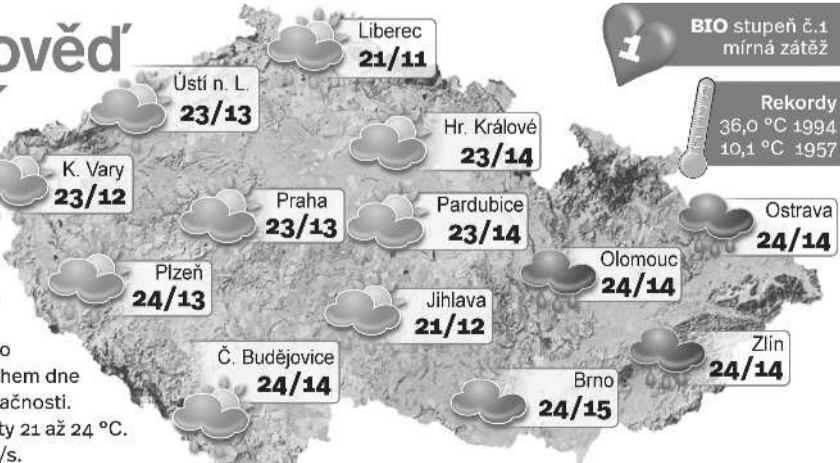 ověď
Liberec
21/11
1
BIO stupeň č.1
mírná zátěž
Ústí n. L.
23/13
Rekordy
36,0 °C 1994
10,1 °C 1957
Hr. Králové
23/14
K. Vary
23/12
Praha
23/13
Pardubice
23/14
Ostrava
24/14
Olomouc
24/14
Plzeň
24/13
Jihlava
21/12
Zlín
24/14
Č. Budějovice
24/14
Brno
24/15
o
hem dne
ačnosti.
ty 21 až 24 °C.
/s.